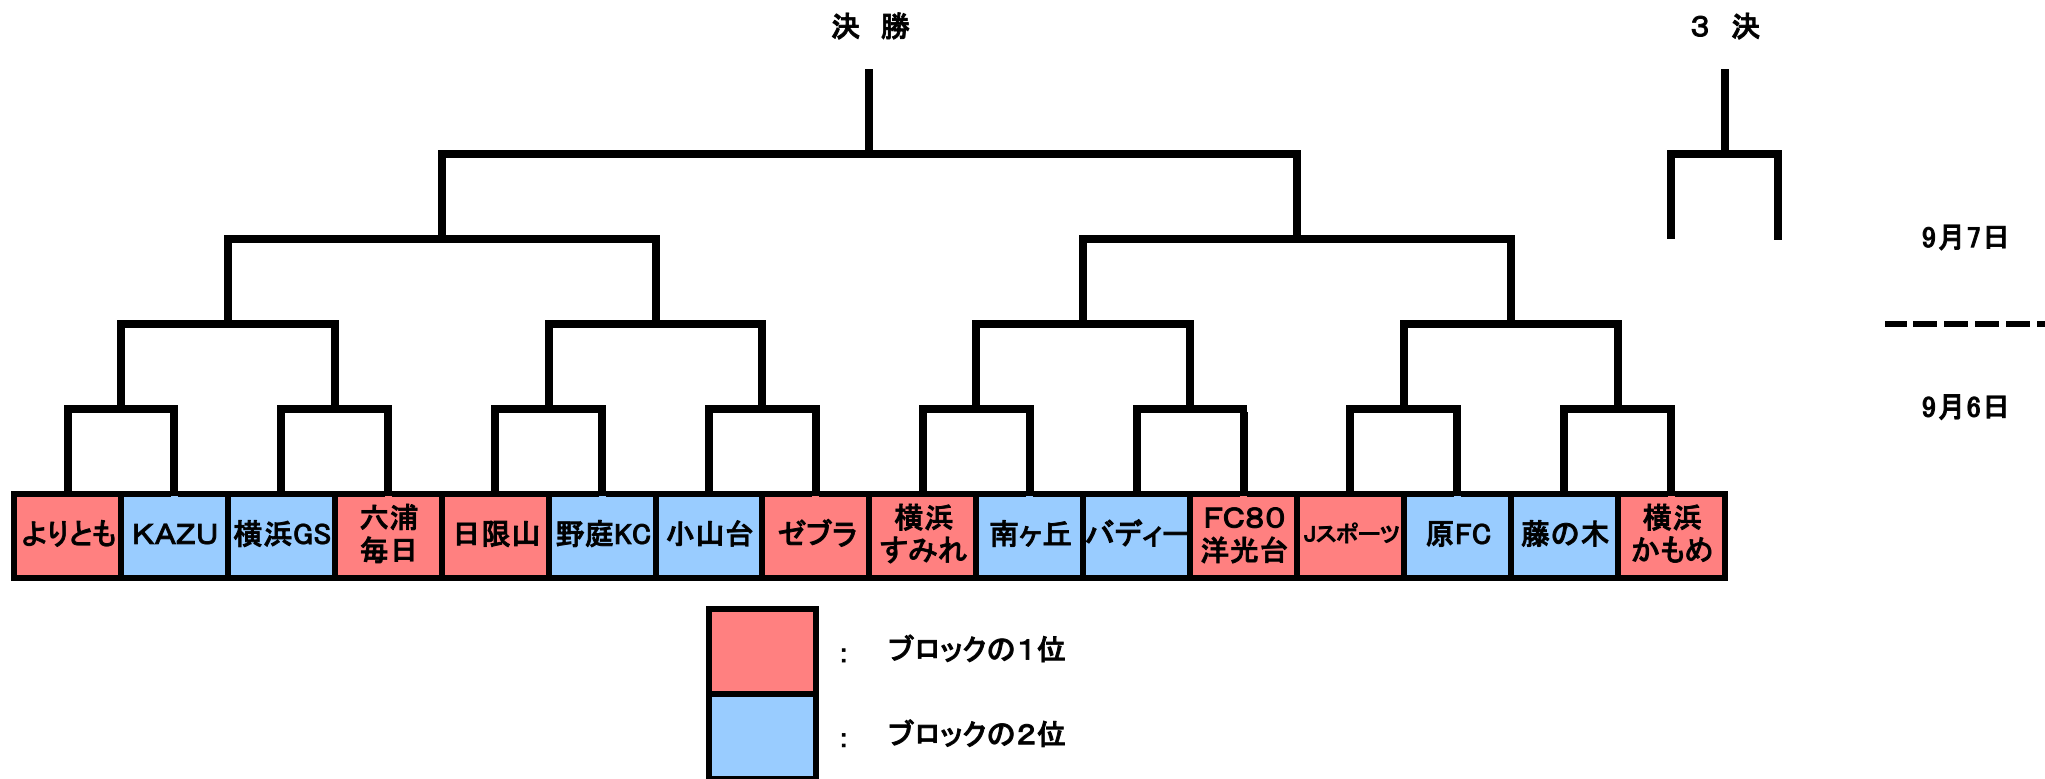 決 勝
３ 決
9月7日
9月6日
よりとも
KAZU
横浜GS
六浦
毎日
日限山
野庭KC
小山台
ゼブラ
横浜
すみれ
南ヶ丘
バディー
FC80
洋光台
Jスポーツ
原FC
藤の木
横浜
かもめ
： ブロックの１位
： ブロックの２位